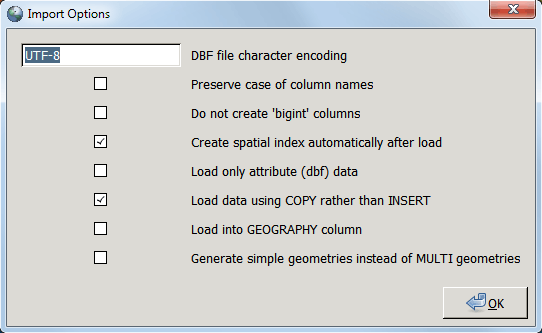 Import Options
UTF-8 DBF file character encoding
Preserve case of column names
Do not create 'bigint' columns
Create spatial index automatically after load
Load only attribute (dbf) data
Load data using COPY rather than INSERT
Load into GEOGRAPHY column
Generate simple geometries instead of MULTI geometries
OK